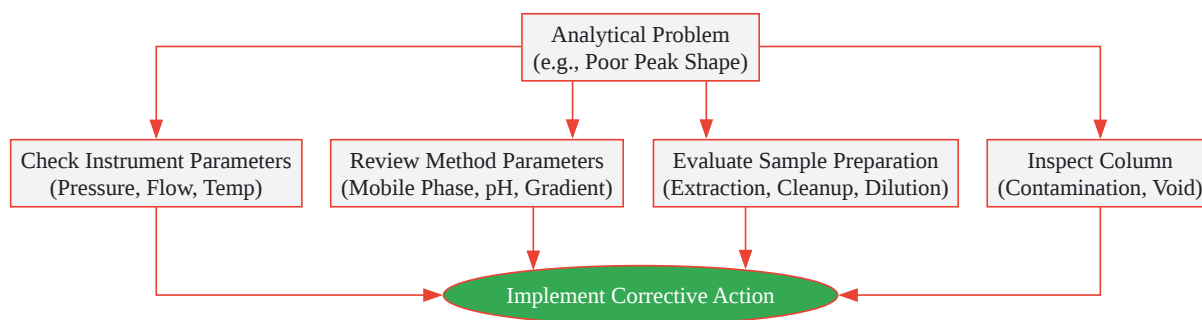 Analytical Problem
(e.g., Poor Peak Shape)
Check Instrument Parameters
(Pressure, Flow, Temp)
Review Method Parameters
(Mobile Phase, pH, Gradient)
Evaluate Sample Preparation
(Extraction, Cleanup, Dilution)
Inspect Column
(Contamination, Void)
Implement Corrective Action